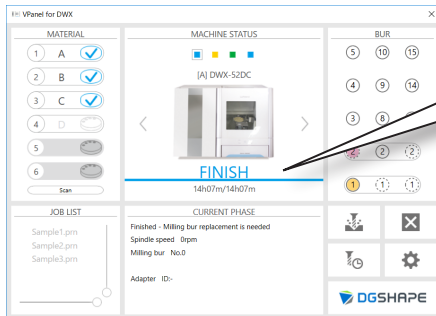 VPanel for DWX
MATERIAL
1 A
2 B
3 C
4 D
5
6
Scan
MACHINE STATUS
[A] DWX-52DC
FINISH
14h07m/14h07m
BUR
5 10 15
4 9 14
3 8
2 2 2
1 1 1
JOB LIST
Sample1.prn
Sample2.prn
Sample3.prn
CURRENT PHASE
Finished - Milling bur replacement is needed
Spindle speed 0rpm
Milling bur No.0
Adapter ID:-
DGSHAPE